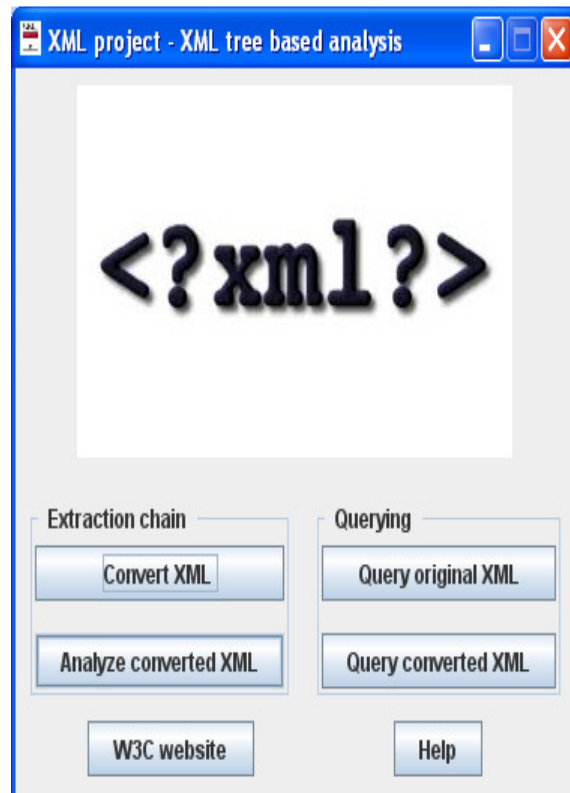 XML project - XML tree based analysis
<?xml?>
Extraction chain
Convert XML
Analyze converted XML
Querying
Query original XML
Query converted XML
W3C website
Help